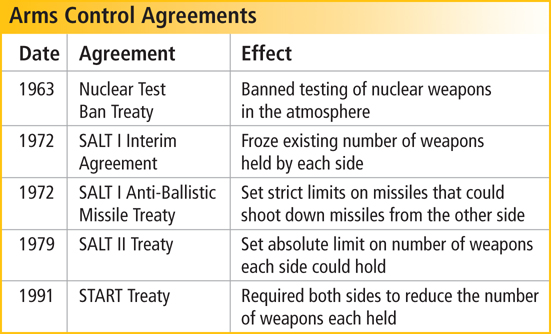 Arms Control Agreements
Date Agreement Effect
1963 Nuclear Test Ban Treaty Banned testing of nuclear weapons in the atmosphere
1972 SALT I Interim Agreement Froze existing number of weapons held by each side
1972 SALT I Anti-Ballistic Missile Treaty Set strict limits on missiles that could shoot down missiles from the other side
1979 SALT II Treaty Set absolute limit on number of weapons each side could hold
1991 START Treaty Required both sides to reduce the number of weapons each held